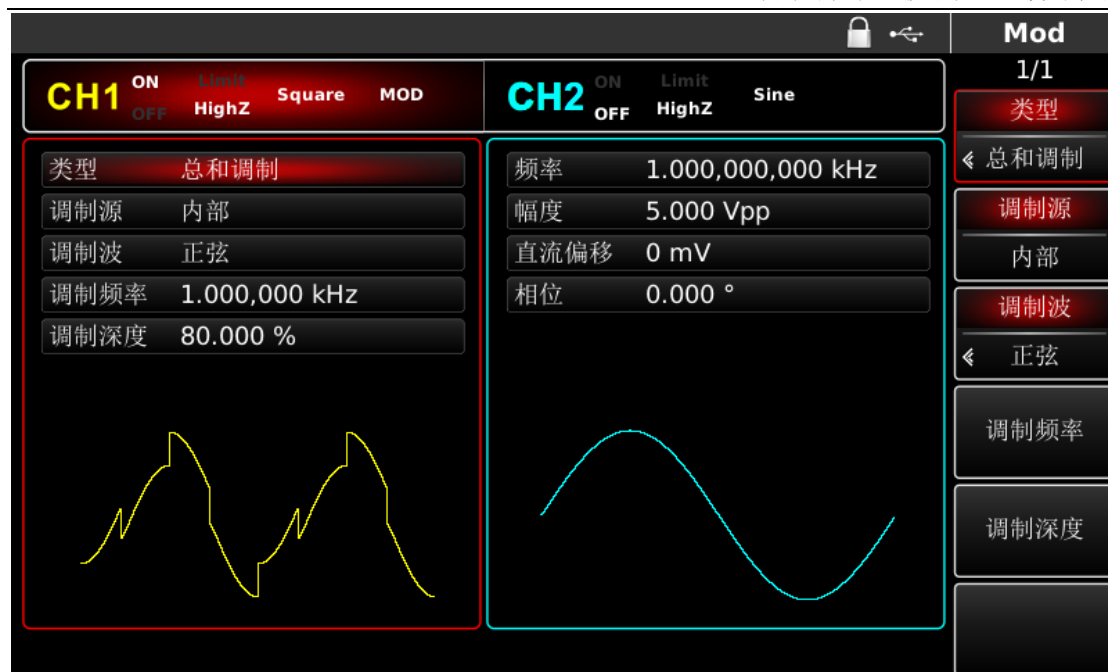 Mod
1/1
CH1 ON OFF Limit HighZ Square MOD
CH2 ON OFF Limit HighZ Sine
类型 总和调制
调制源 内部
调制波 正弦
调制频率 1.000,000 kHz
调制深度 80.000 %
频率 1.000,000,000 kHz
幅度 5.000 Vpp
直流偏移 0 mV
相位 0.000 °
类型
总和调制
调制源
内部
调制波
正弦
调制频率
调制深度